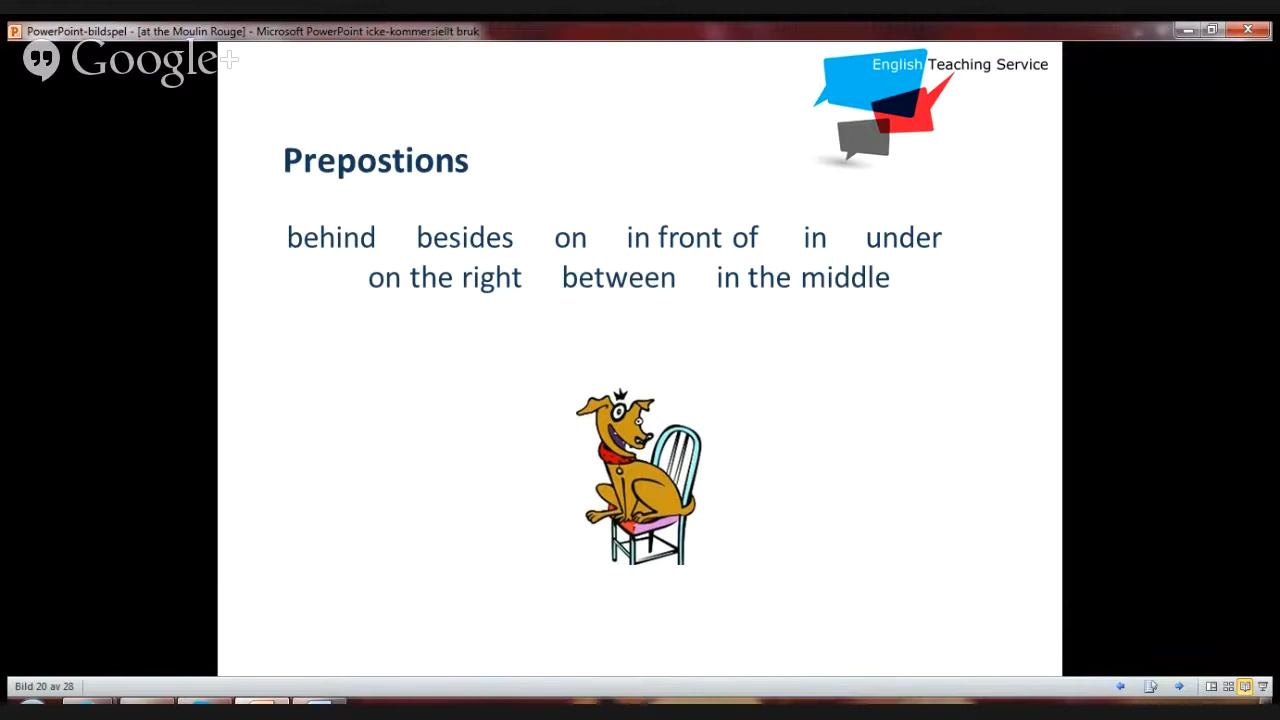 PowerPoint-bildspel - [at the Moulin Rouge] - Microsoft PowerPoint icke-kommersiellt bruk
Google+
English Teaching Service
Prepostions
behind besides on in front of in under
on the right between in the middle
Bild 20 av 28